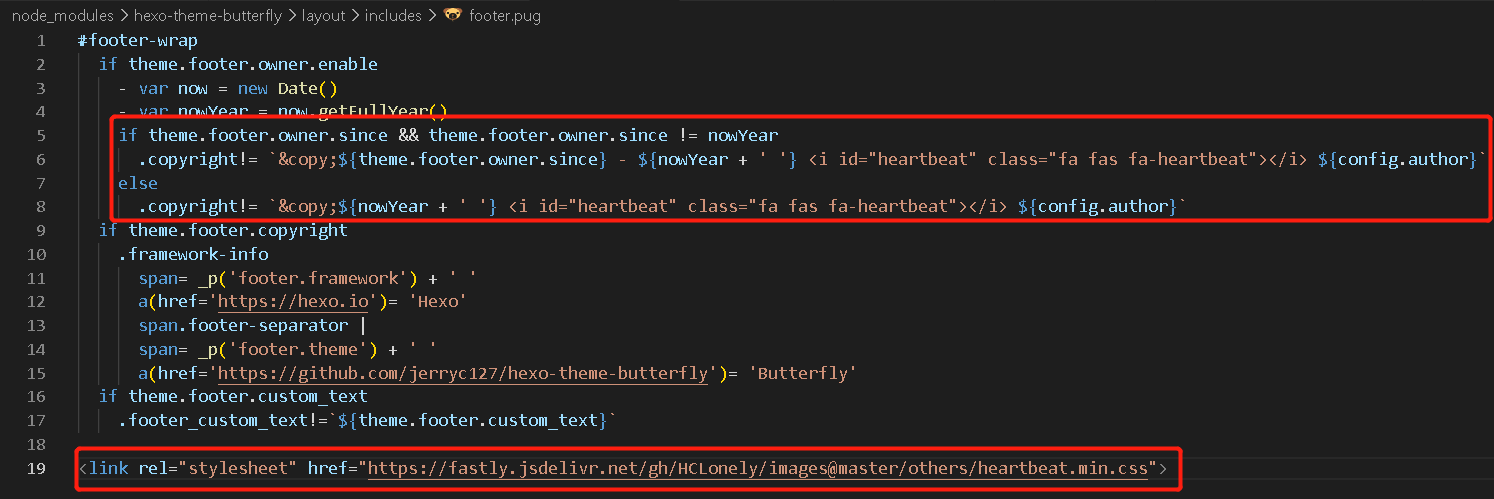 node_modules > hexo-theme-butterfly > layout > includes > footer.pug
1 #footer-wrap
2 if theme.footer.owner.enable
3 - var now = new Date()
4 - var nowYear = now.getFullYear()
5 if theme.footer.owner.since && theme.footer.owner.since != nowYear
6 .copyright!= `&copy;${theme.footer.owner.since} - ${nowYear + ' '} <i id="heartbeat" class="fa fas fa-heartbeat"></i> ${config.author}`
7 else
8 .copyright!= `&copy;${nowYear + ' '} <i id="heartbeat" class="fa fas fa-heartbeat"></i> ${config.author}`
9 if theme.footer.copyright
10 .framework-info
11 span= _p('footer.framework') + ' '
12 a(href='https://hexo.io')= 'Hexo'
13 span.footer-separator |
14 span= _p('footer.theme') + ' '
15 a(href='https://github.com/jerryc127/hexo-theme-butterfly')= 'Butterfly'
16 if theme.footer.custom_text
17 .footer_custom_text!=`${theme.footer.custom_text}`
18
19 <link rel="stylesheet" href="https://fastly.jsdelivr.net/gh/HCLonely/images@master/others/heartbeat.min.css">